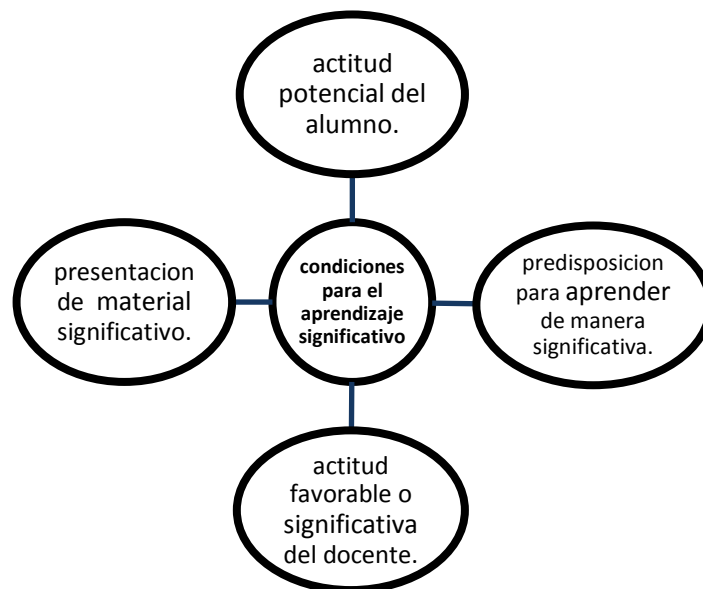 actitud
potencial del
alumno.
presentacion
de material
significativo.
condiciones
para el
aprendizaje
significativo
predisposicion
para aprender
de manera
significativa.
actitud
favorable o
significativa
del docente.